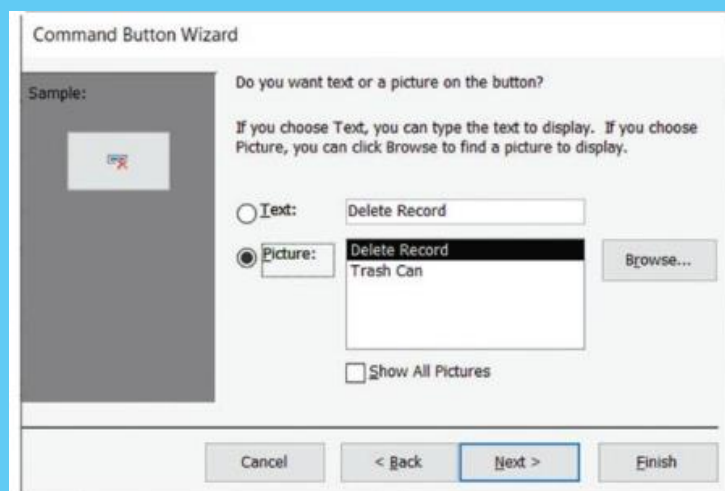 Command Button Wizard
Sample:
Do you want text or a picture on the button?
If you choose Text, you can type the text to display. If you choose
Picture, you can click Browse to find a picture to display.
Text:
Delete Record
Picture:
Delete Record
Trash Can
Browse...
Show All Pictures
Cancel
< Back
Next >
Finish